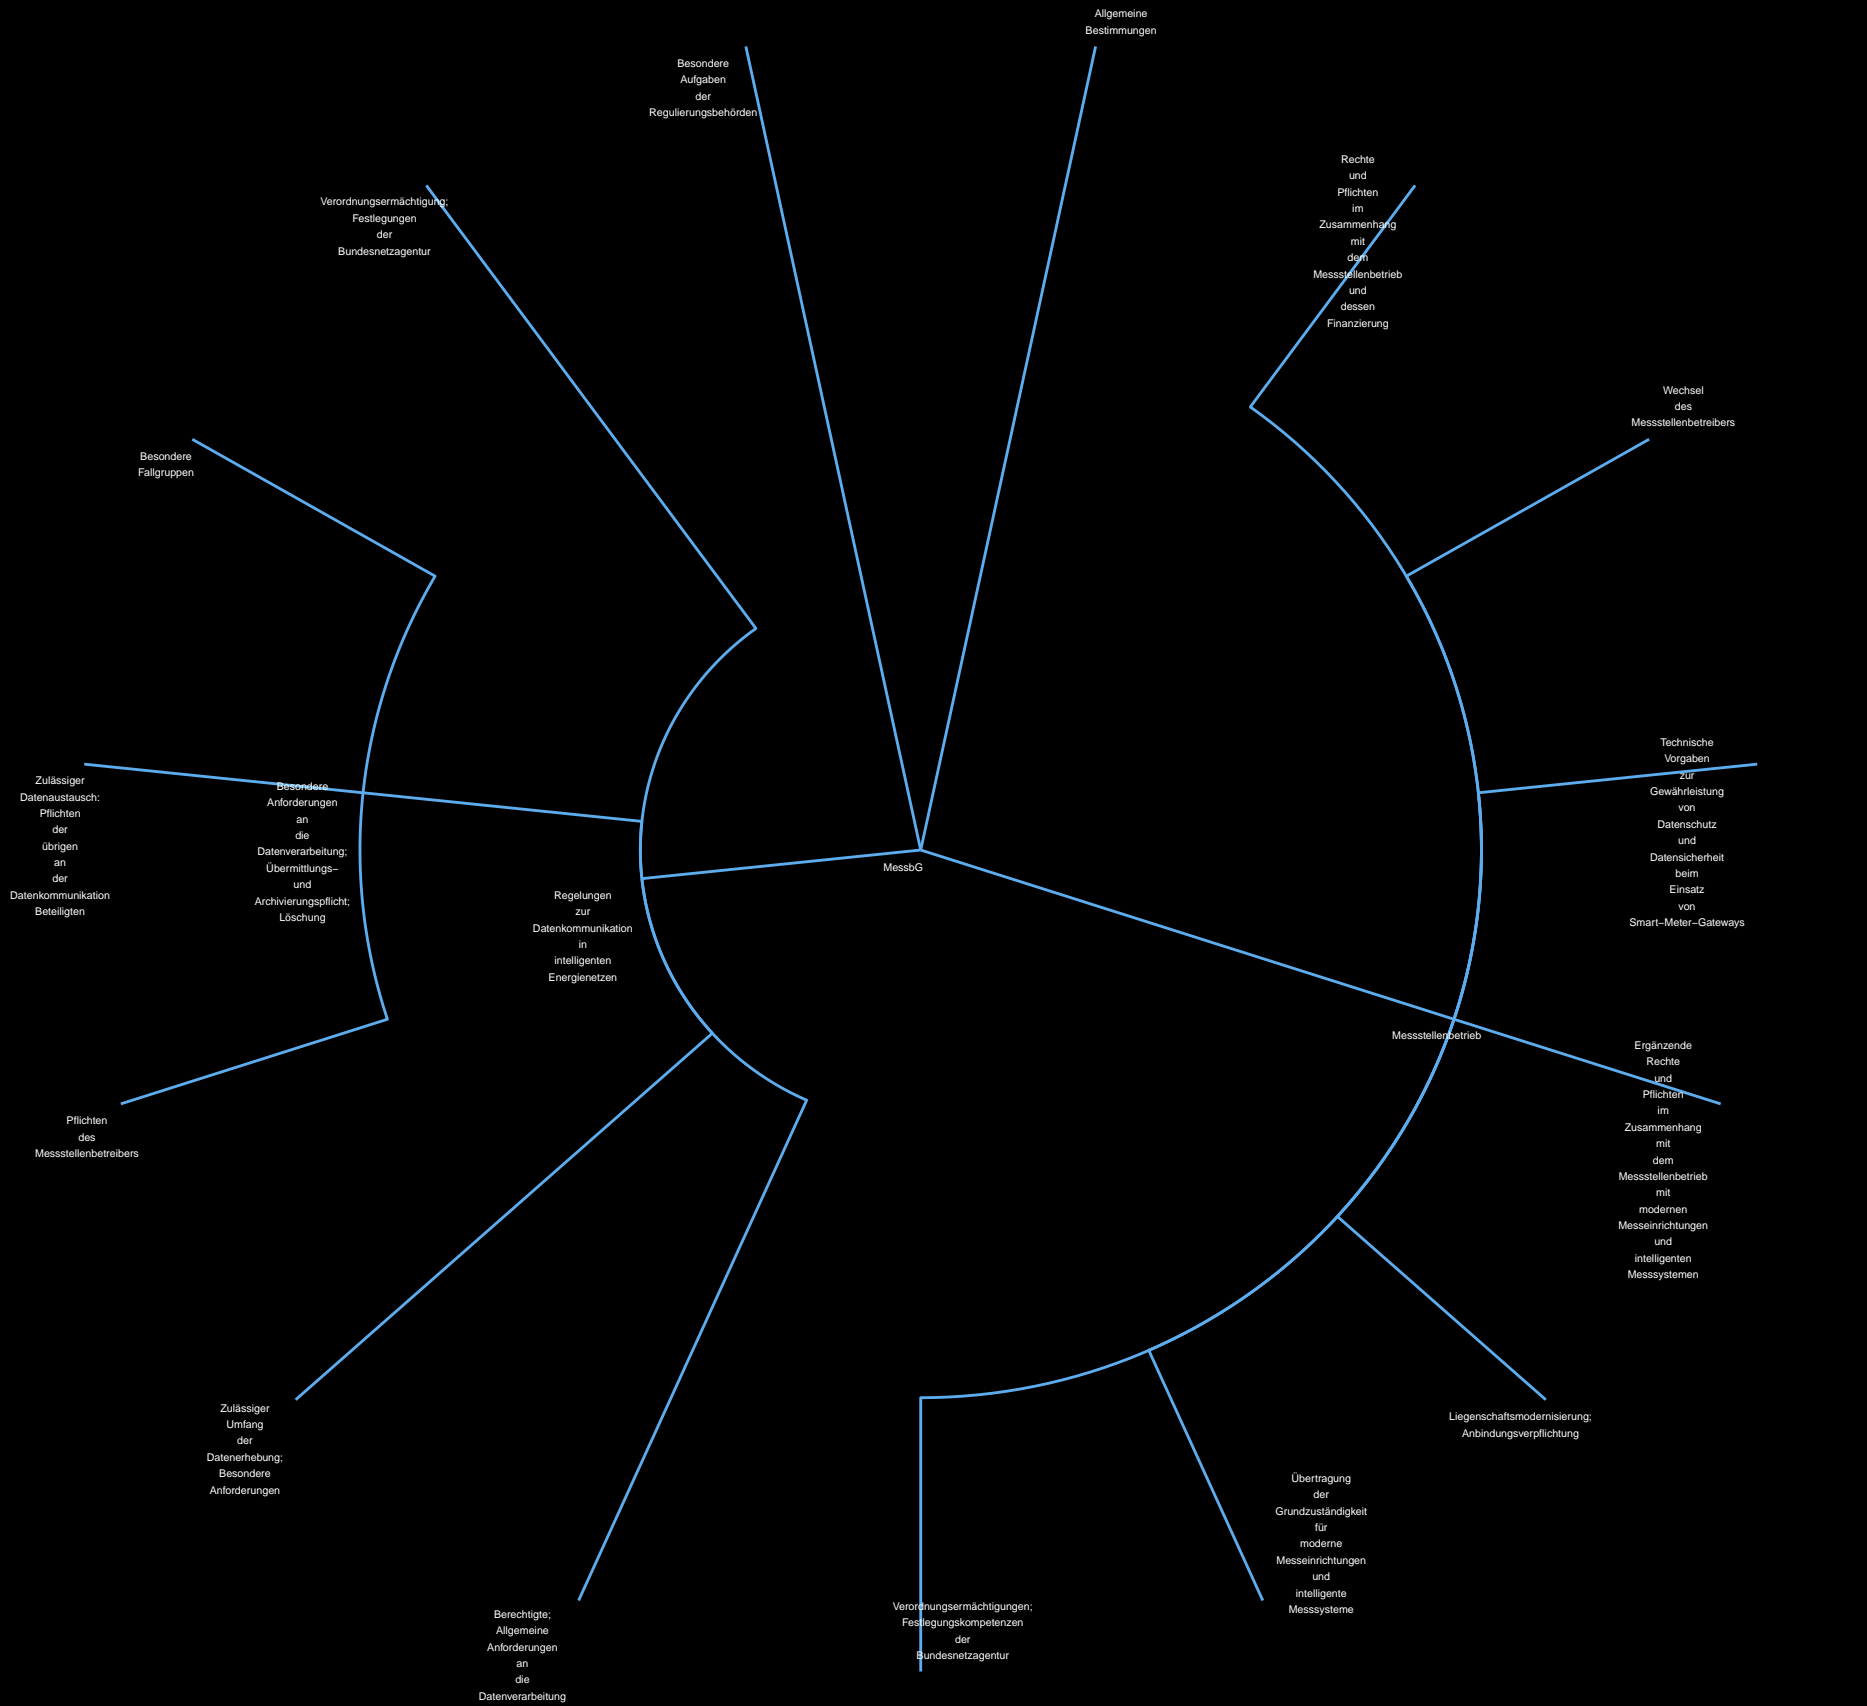 Allgemeine
Bestimmungen
Besondere
Aufgaben
der
Regulierungsbehörden
Rechte
und
Pflichten
im
Zusammenhang
mit
dem
Messstellenbetrieb
und
dessen
Finanzierung
Verordnungsermächtigung;
Festlegungen
der
Bundesnetzagentur
Wechsel
des
Messstellenbetreibers
Besondere
Fallgruppen
Technische
Vorgaben
zur
Gewährleistung
von
Datenschutz
und
Datensicherheit
beim
Einsatz
von
Smart–Meter–Gateways
Zulässiger
Datenaustausch:
Pflichten
der
übrigen
an
der
Datenkommunikation
Beteiligten
Besondere
Anforderungen
an
die
Datenverarbeitung;
Übermittlungs–
und
Archivierungspflicht;
Löschung
MessbG
Regelungen
zur
Datenkommunikation
in
intelligenten
Energienetzen
Messstellenbetrieb
Ergänzende
Rechte
und
Pflichten
im
Zusammenhang
mit
dem
Messstellenbetrieb
mit
modernen
Messeinrichtungen
und
intelligenten
Messsystemen
Pflichten
des
Messstellenbetreibers
Zulässiger
Umfang
der
Datenerhebung;
Besondere
Anforderungen
Liegenschaftsmodernisierung;
Anbindungsverpflichtung
Übertragung
der
Grundzuständigkeit
für
moderne
Messeinrichtungen
und
intelligente
Messsysteme
Verordnungsermächtigungen;
Festlegungskompetenzen
der
Bundesnetzagentur
Berechtigte;
Allgemeine
Anforderungen
an
die
Datenverarbeitung